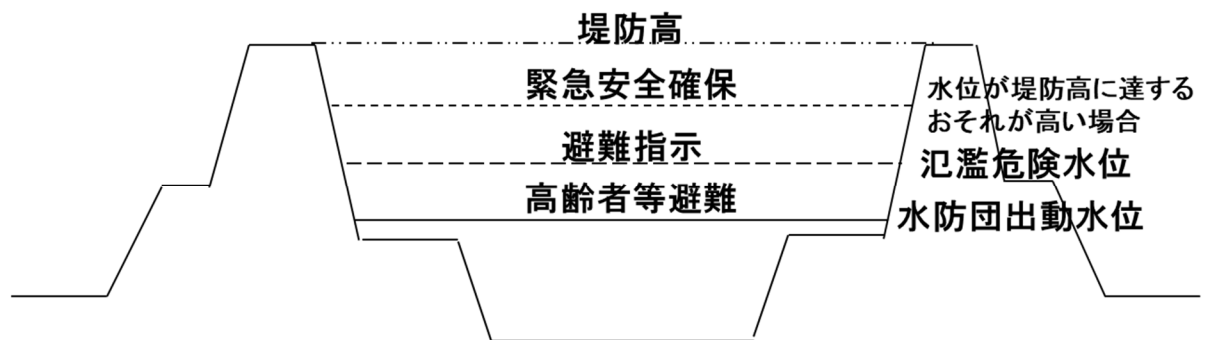 堤防高
緊急安全確保
水位が堤防高に達する
おそれが高い場合
避難指示
氾濫危険水位
高齢者等避難
水防団出動水位